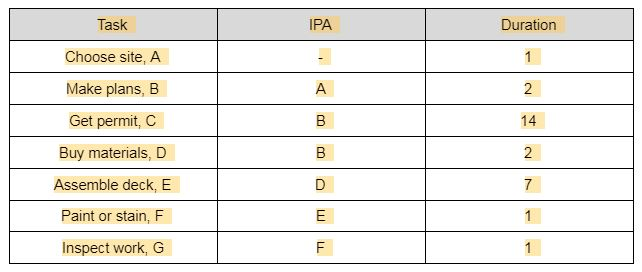 Task IPA Duration
Choose site, A - 1
Make plans, B A 2
Get permit, C B 14
Buy materials, D B 2
Assemble deck, E D 7
Paint or stain, F E 1
Inspect work, G F 1